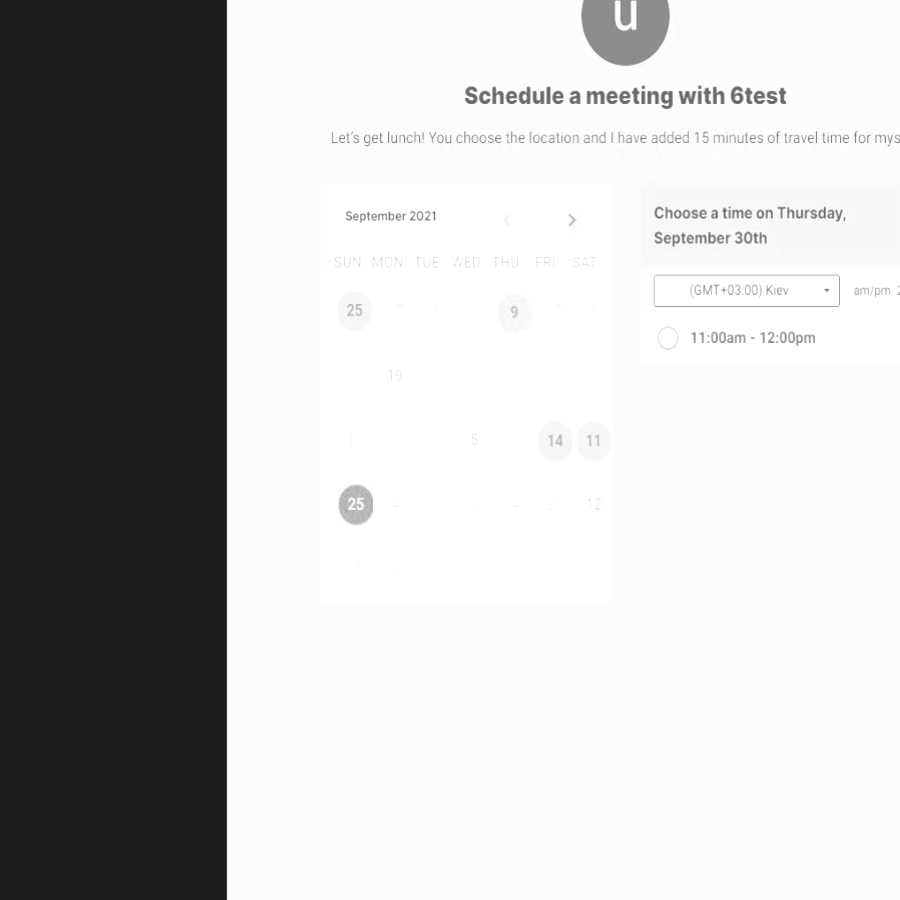 u
Schedule a meeting with 6test
Let's get lunch! You choose the location and I have added 15 minutes of travel time for mys
September 2021
SUN MON TUE WED THU FRI SAT
25 9
19
5 14 11
25 12
Choose a time on Thursday,
September 30th
(GMT+03:00) Kiev am/pm 2
11:00am - 12:00pm